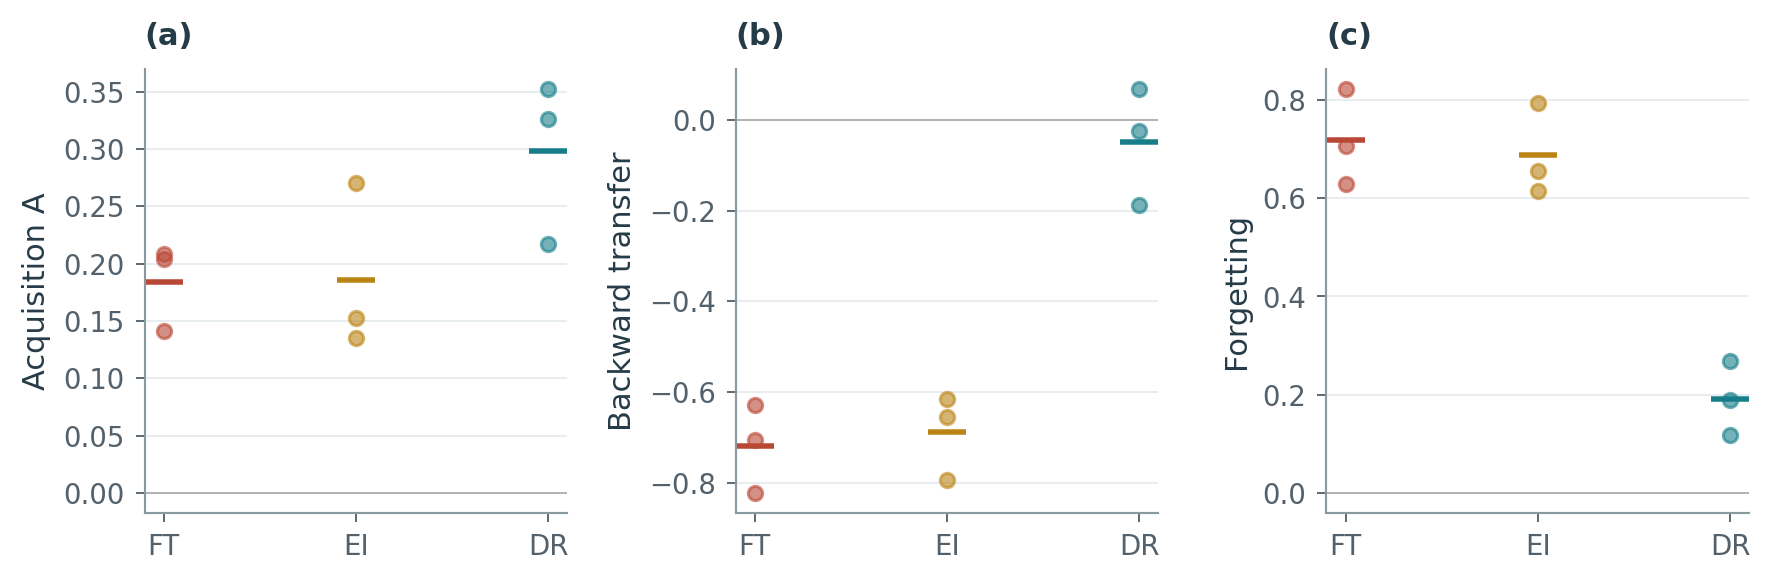 (a)
Acquisition A
0.35
0.30
0.25
0.20
0.15
0.10
0.05
0.00
FT EI DR
(b)
Backward transfer
0.0
−0.2
−0.4
−0.6
−0.8
FT EI DR
(c)
Forgetting
0.8
0.6
0.4
0.2
0.0
FT EI DR